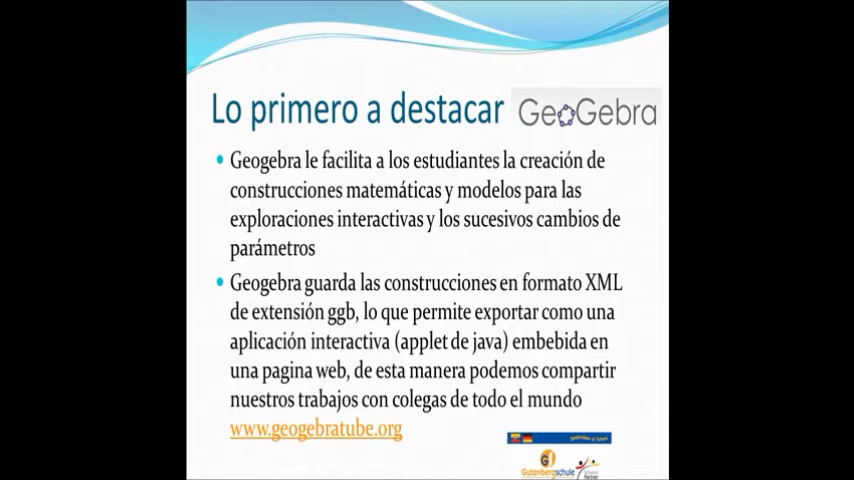 Lo primero a destacar GeoGebra
• Geogebra le facilita a los estudiantes la creación de
construcciones matemáticas y modelos para las
exploraciones interactivas y los sucesivos cambios de
parámetros
• Geogebra guarda las construcciones en formato XML
de extensión ggb, lo que permite exportar como una
aplicación interactiva (applet de java) embebida en
una pagina web, de esta manera podemos compartir
nuestros trabajos con colegas de todo el mundo
www.geogebratube.org
Gutenbergschule